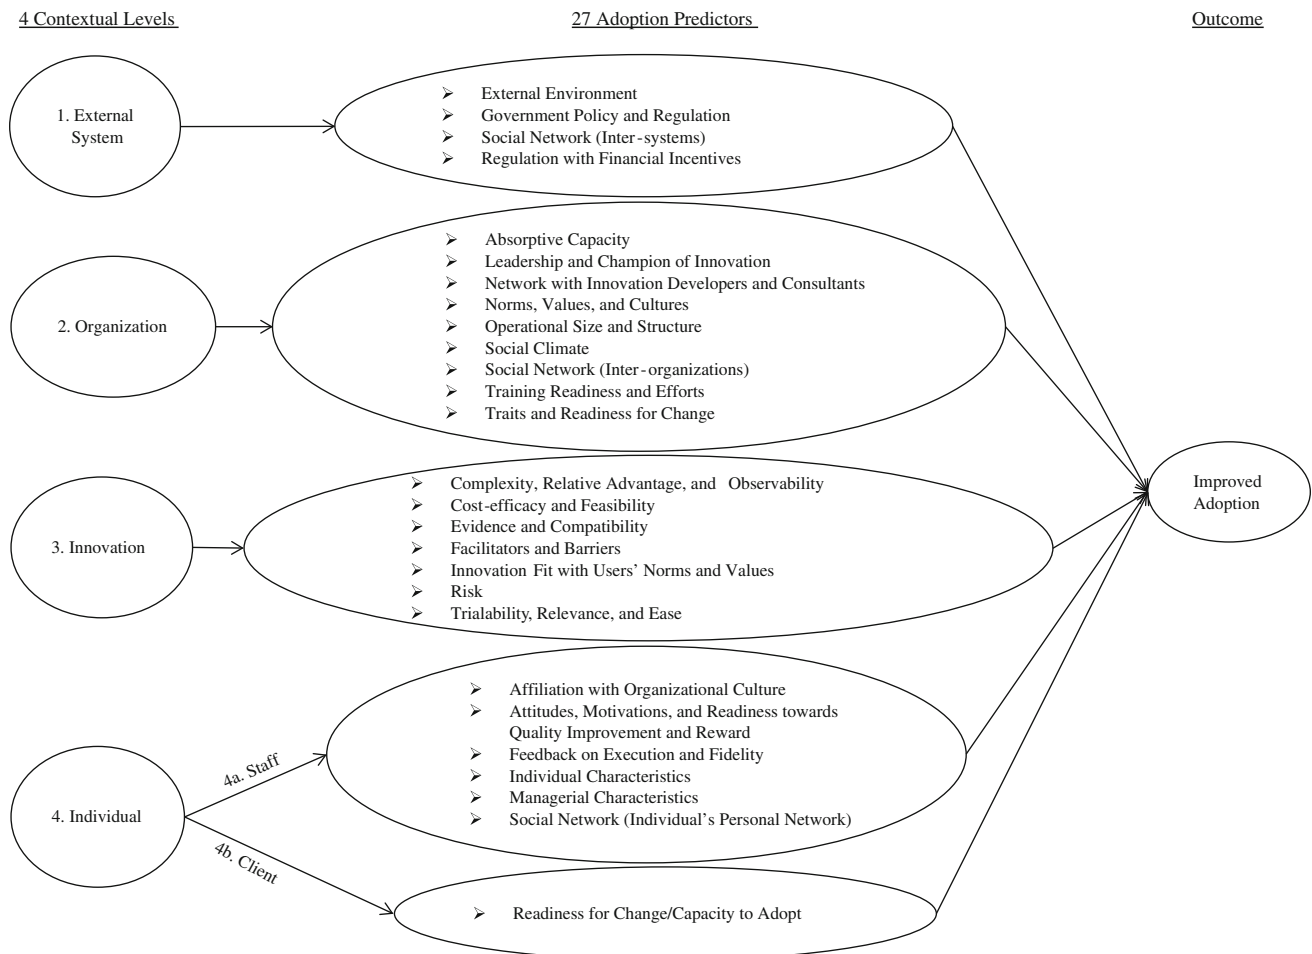 4 Contextual Levels
27 Adoption Predictors
Outcome
1. External
System
➢ External Environment
➢ Government Policy and Regulation
➢ Social Network (Inter-systems)
➢ Regulation with Financial Incentives
2. Organization
➢ Absorptive Capacity
➢ Leadership and Champion of Innovation
➢ Network with Innovation Developers and Consultants
➢ Norms, Values, and Cultures
➢ Operational Size and Structure
➢ Social Climate
➢ Social Network (Inter-organizations)
➢ Training Readiness and Efforts
➢ Traits and Readiness for Change
3. Innovation
➢ Complexity, Relative Advantage, and Observability
➢ Cost-efficacy and Feasibility
➢ Evidence and Compatibility
➢ Facilitators and Barriers
➢ Innovation Fit with Users’ Norms and Values
➢ Risk
➢ Trialability, Relevance, and Ease
4. Individual
4a. Staff
➢ Affiliation with Organizational Culture
➢ Attitudes, Motivations, and Readiness towards
Quality Improvement and Reward
➢ Feedback on Execution and Fidelity
➢ Individual Characteristics
➢ Managerial Characteristics
➢ Social Network (Individual’s Personal Network)
4b. Client
➢ Readiness for Change/Capacity to Adopt
Improved
Adoption